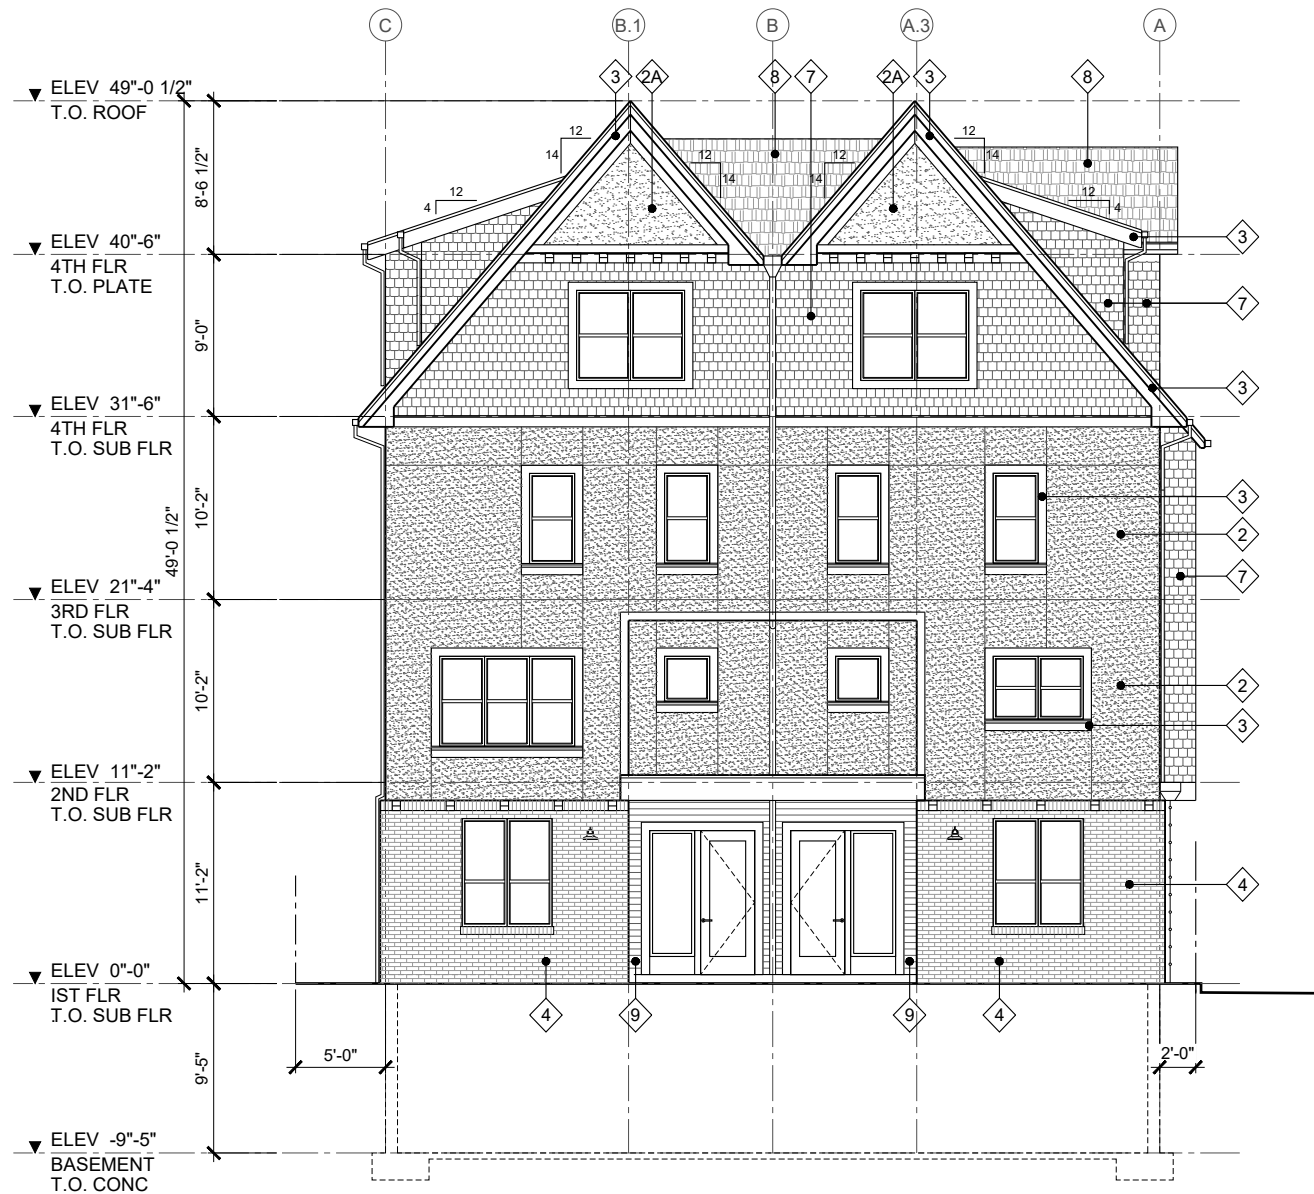 C
B.1
B
A.3
A
3
2A
8
7
2A
3
8
ELEV 49"-0 1/2"
T.O. ROOF
12
14
12
14
12
14
12
14
12
4
12
4
8'-6 1/2"
3
ELEV 40"-6"
4TH FLR
T.O. PLATE
7
9'-0"
3
ELEV 31"-6"
4TH FLR
T.O. SUB FLR
3
10'-2"
49'-0 1/2"
2
7
ELEV 21"-4"
3RD FLR
T.O. SUB FLR
10'-2"
2
3
ELEV 11"-2"
2ND FLR
T.O. SUB FLR
11'-2"
4
ELEV 0"-0"
IST FLR
T.O. SUB FLR
4
9
9
4
5'-0"
2'-0"
9'-5"
ELEV -9"-5"
BASEMENT
T.O. CONC